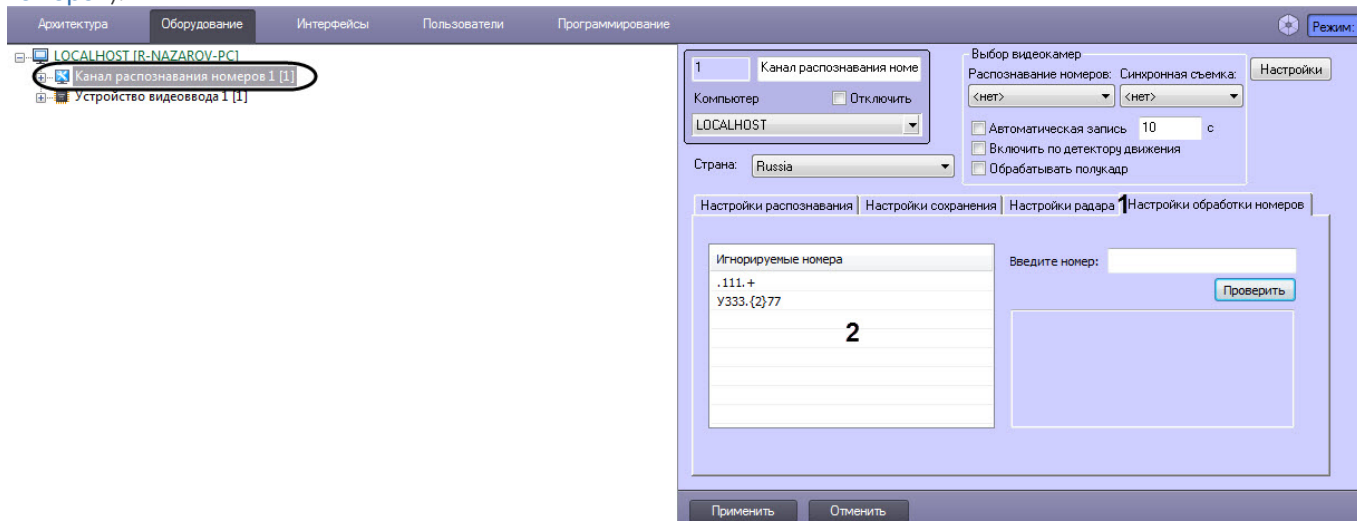 Архитектура Оборудование Интерфейсы Пользователи Программирование Режим:
LOCALHOST [R-NAZAROV-PC]
Канал распознавания номеров 1 [1]
Устройство видеоввода 1 [1]
1 Канал распознавания номе
Компьютер Отключить
LOCALHOST
Страна: Russia
Выбор видеокамер
Распознавание номеров: Синхронная съемка: Настройки
<нет> <нет>
Автоматическая запись 10 с
Включить по детектору движения
Обрабатывать полукадр
Настройки распознавания Настройки сохранения Настройки радара 1 Настройки обработки номеров
Игнорируемые номера
.111.+
У333.{2}77
2
Введите номер:
Проверить
Применить Отменить